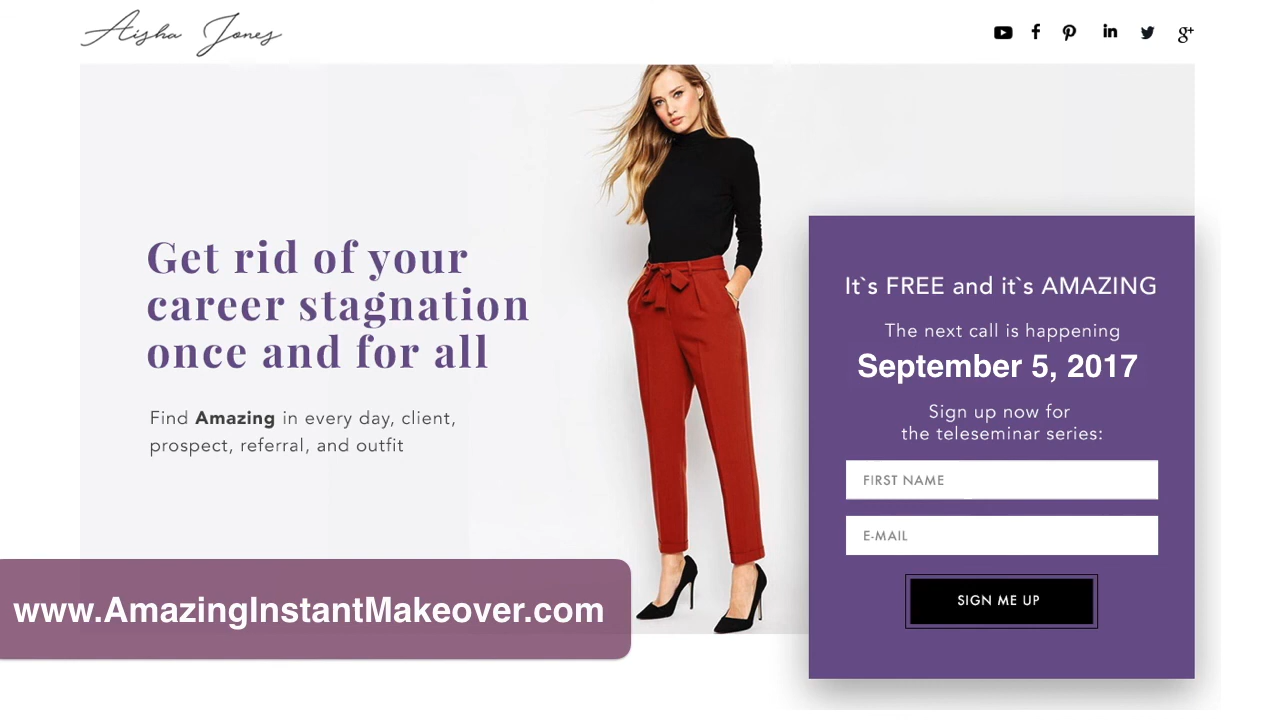 Aisha Jones
Get rid of your
career stagnation
once and for all
Find Amazing in every day, client,
prospect, referral, and outfit
It`s FREE and it`s AMAZING
The next call is happening
September 5, 2017
Sign up now for
the teleseminar series:
FIRST NAME
E-MAIL
SIGN ME UP
www.AmazingInstantMakeover.com